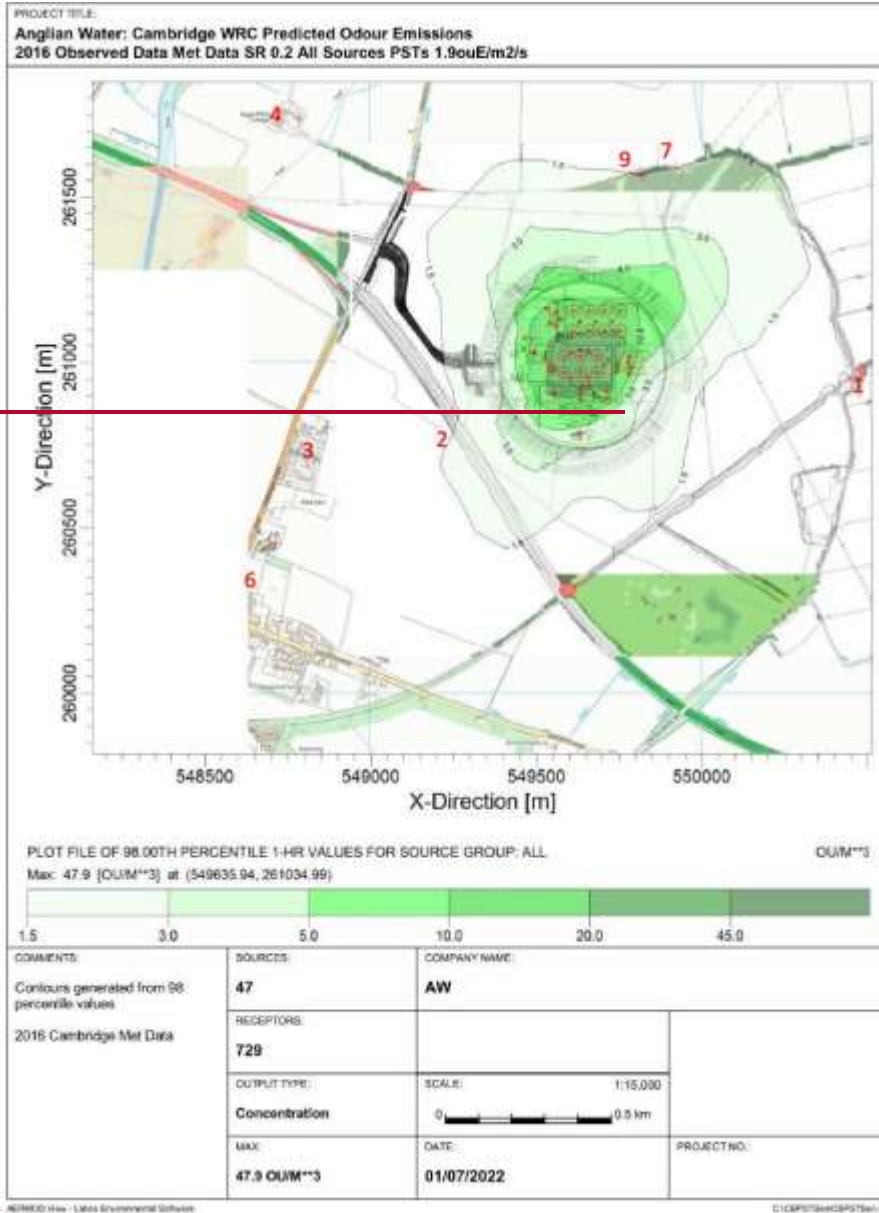 PROJECT TITLE:
Anglian Water: Cambridge WRC Predicted Odour Emissions
2016 Observed Data Met Data SR 0.2 All Sources PSTs 1.9ouE/m2/s
4
9 7
1
2
3
6
Y-Direction [m]
261500
261000
260500
260000
548500 549000 549500 550000
X-Direction [m]
PLOT FILE OF 98.00TH PERCENTILE 1-HR VALUES FOR SOURCE GROUP: ALL
OU/M**3
Max: 47.9 [OU/M**3] at (549635.94, 261034.99)
1.5 3.0 5.0 10.0 20.0 45.0
COMMENTS:
Contours generated from 98
percentile values
2016 Cambridge Met Data
SOURCES:
47
COMPANY NAME:
AW
RECEPTORS:
729
OUTPUT TYPE:
Concentration
SCALE: 1:15,000
0 0.5 km
MAX:
47.9 OU/M**3
DATE:
01/07/2022
PROJECT NO.:
AERMOD View - Lakes Environmental Software